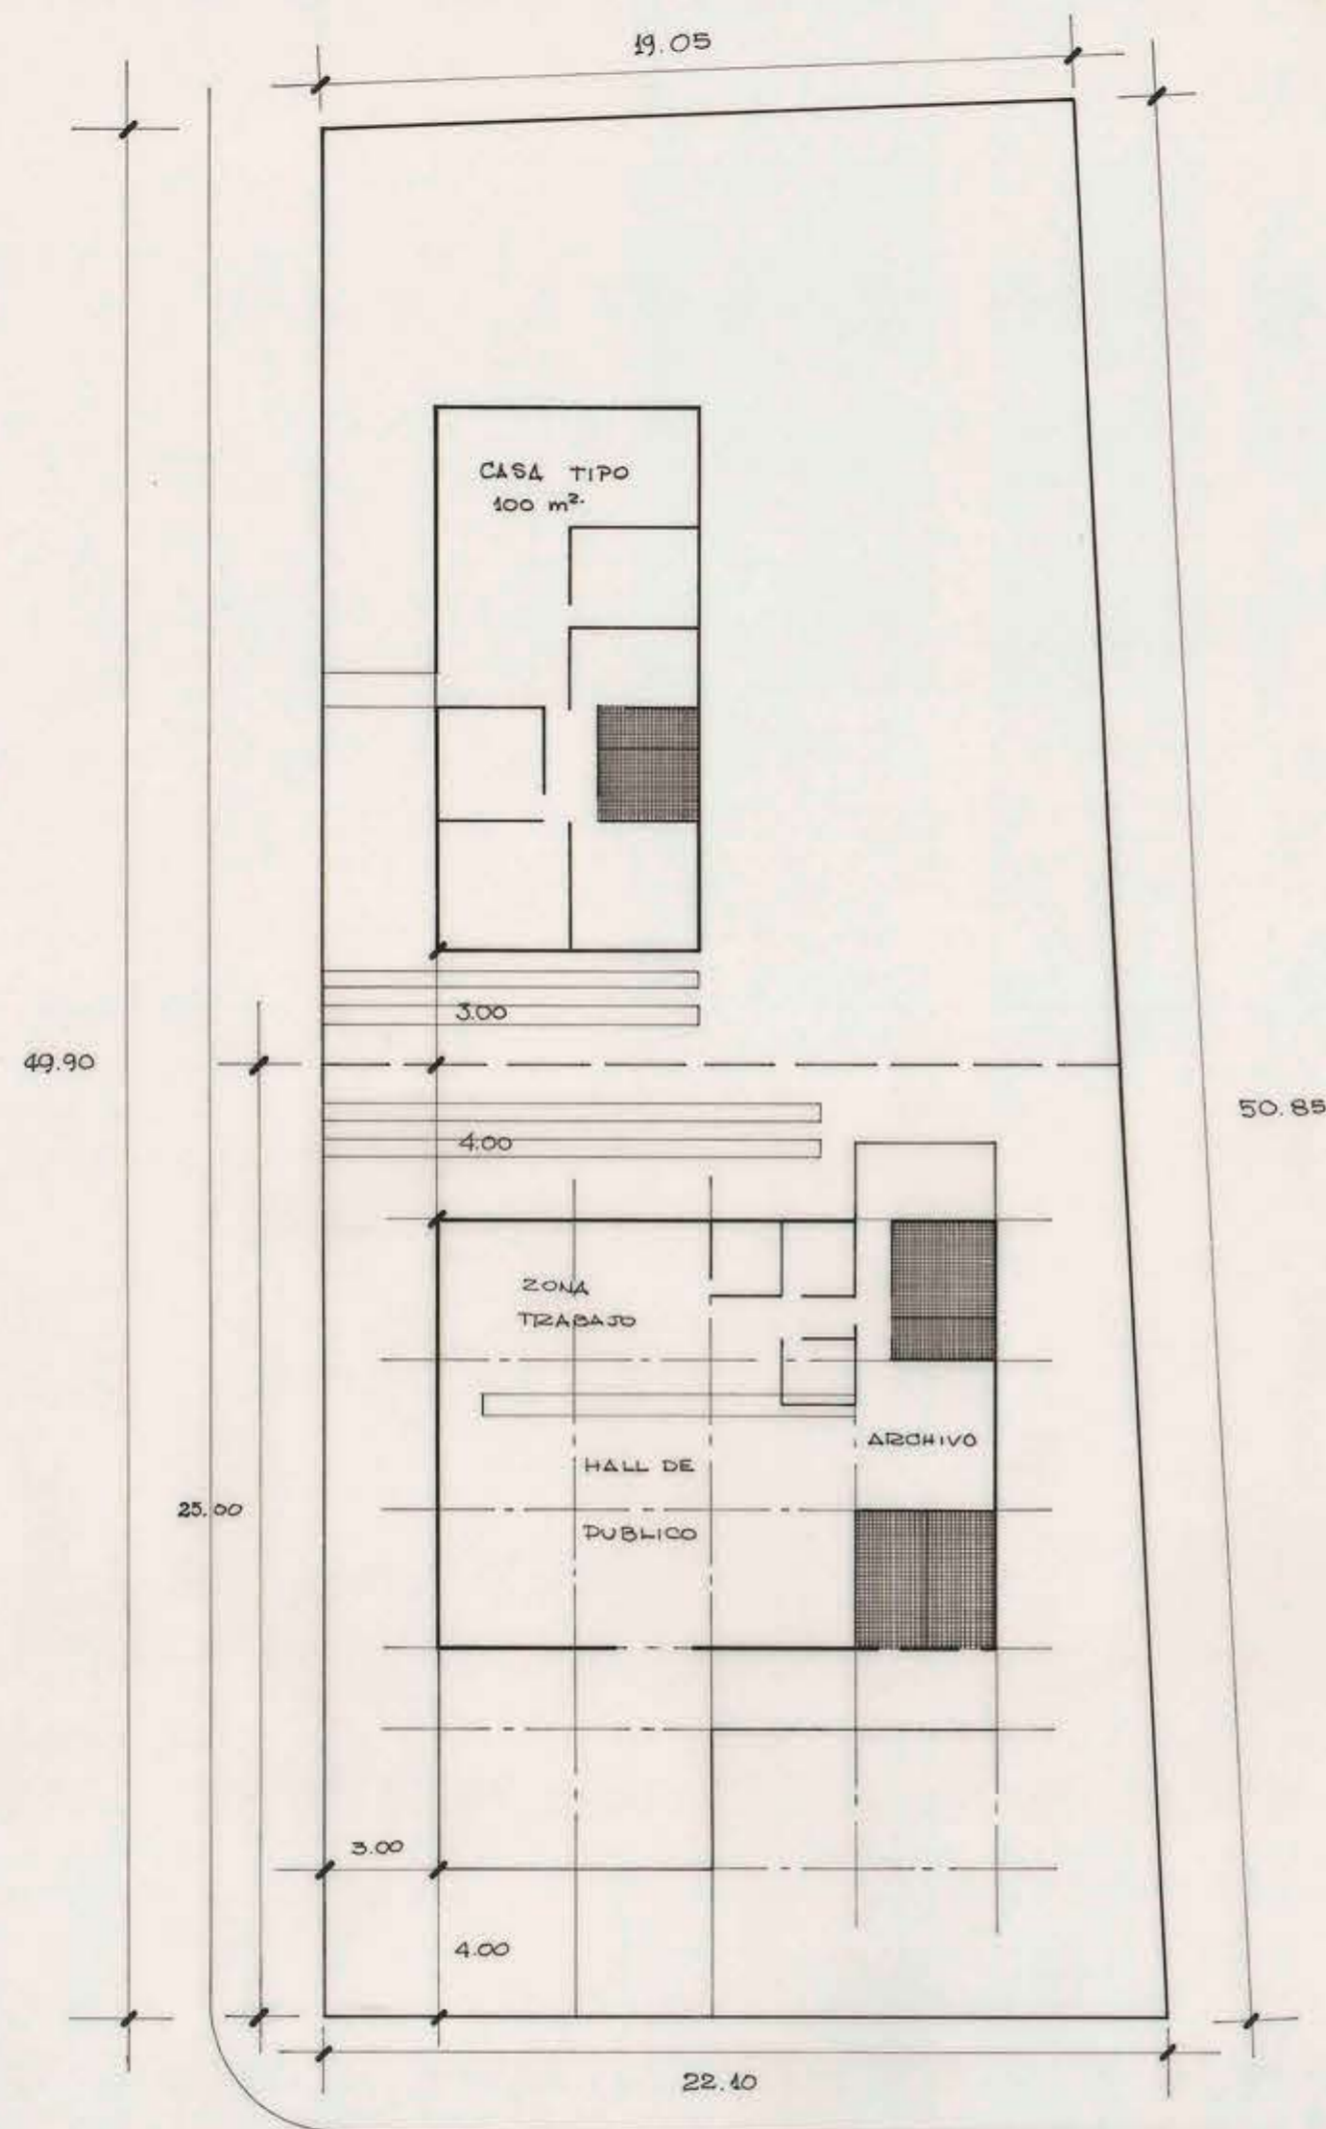 19.05
CASA TIPO
100 m².
3.00
49.90
50.85
4.00
ZONA
TRABAJO
ARCHIVO
HALL DE
25.00
PUBLICO
3.00
4.00
22.10